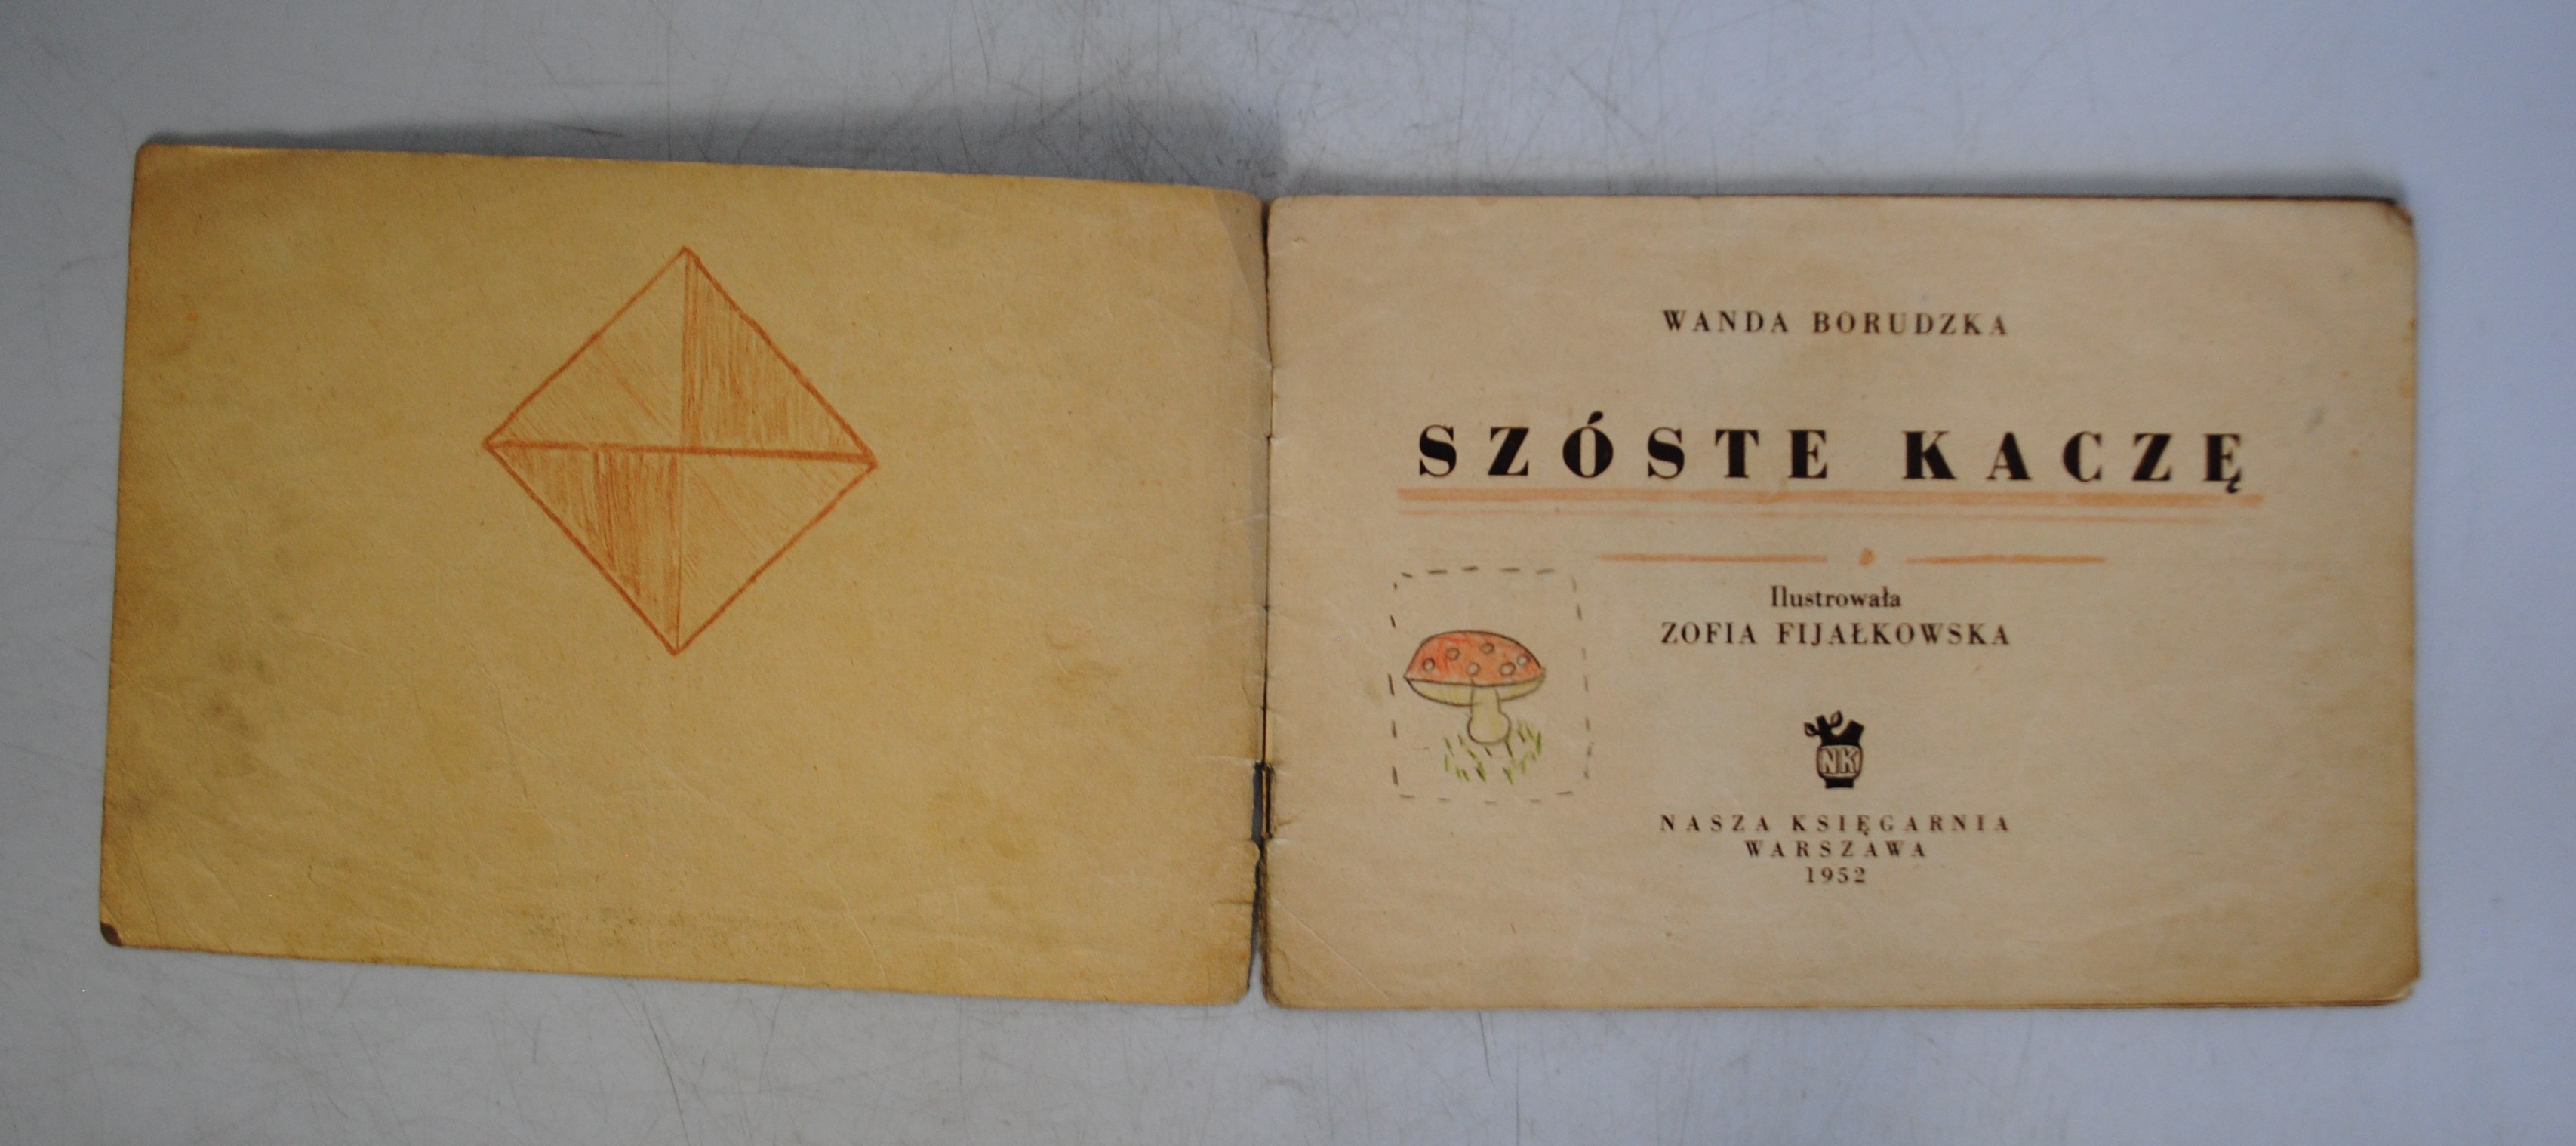 WANDA BORUDZKA
SZÓSTE KACZĘ
Ilustrowała
ZOFIA FIJAŁKOWSKA
NK
NASZA KSIĘGARNIA
WARSZAWA
1952